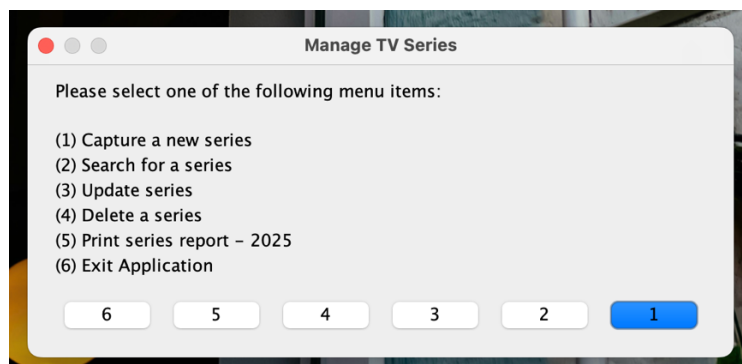 Manage TV Series
Please select one of the following menu items:
(1) Capture a new series
(2) Search for a series
(3) Update series
(4) Delete a series
(5) Print series report - 2025
(6) Exit Application
6 5 4 3 2 1